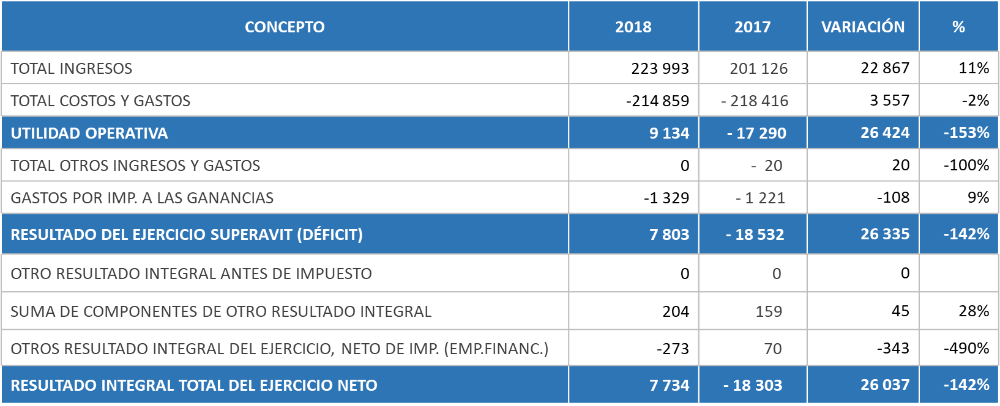 CONCEPTO 2018 2017 VARIACIÓN %
TOTAL INGRESOS 223 993 201 126 22 867 11%
TOTAL COSTOS Y GASTOS -214 859 - 218 416 3 557 -2%
UTILIDAD OPERATIVA 9 134 - 17 290 26 424 -153%
TOTAL OTROS INGRESOS Y GASTOS 0 - 20 20 -100%
GASTOS POR IMP. A LAS GANANCIAS -1 329 - 1 221 -108 9%
RESULTADO DEL EJERCICIO SUPERAVIT (DÉFICIT) 7 803 - 18 532 26 335 -142%
OTRO RESULTADO INTEGRAL ANTES DE IMPUESTO 0 0 0
SUMA DE COMPONENTES DE OTRO RESULTADO INTEGRAL 204 159 45 28%
OTROS RESULTADO INTEGRAL DEL EJERCICIO, NETO DE IMP. (EMP.FINANC.) -273 70 -343 -490%
RESULTADO INTEGRAL TOTAL DEL EJERCICIO NETO 7 734 - 18 303 26 037 -142%